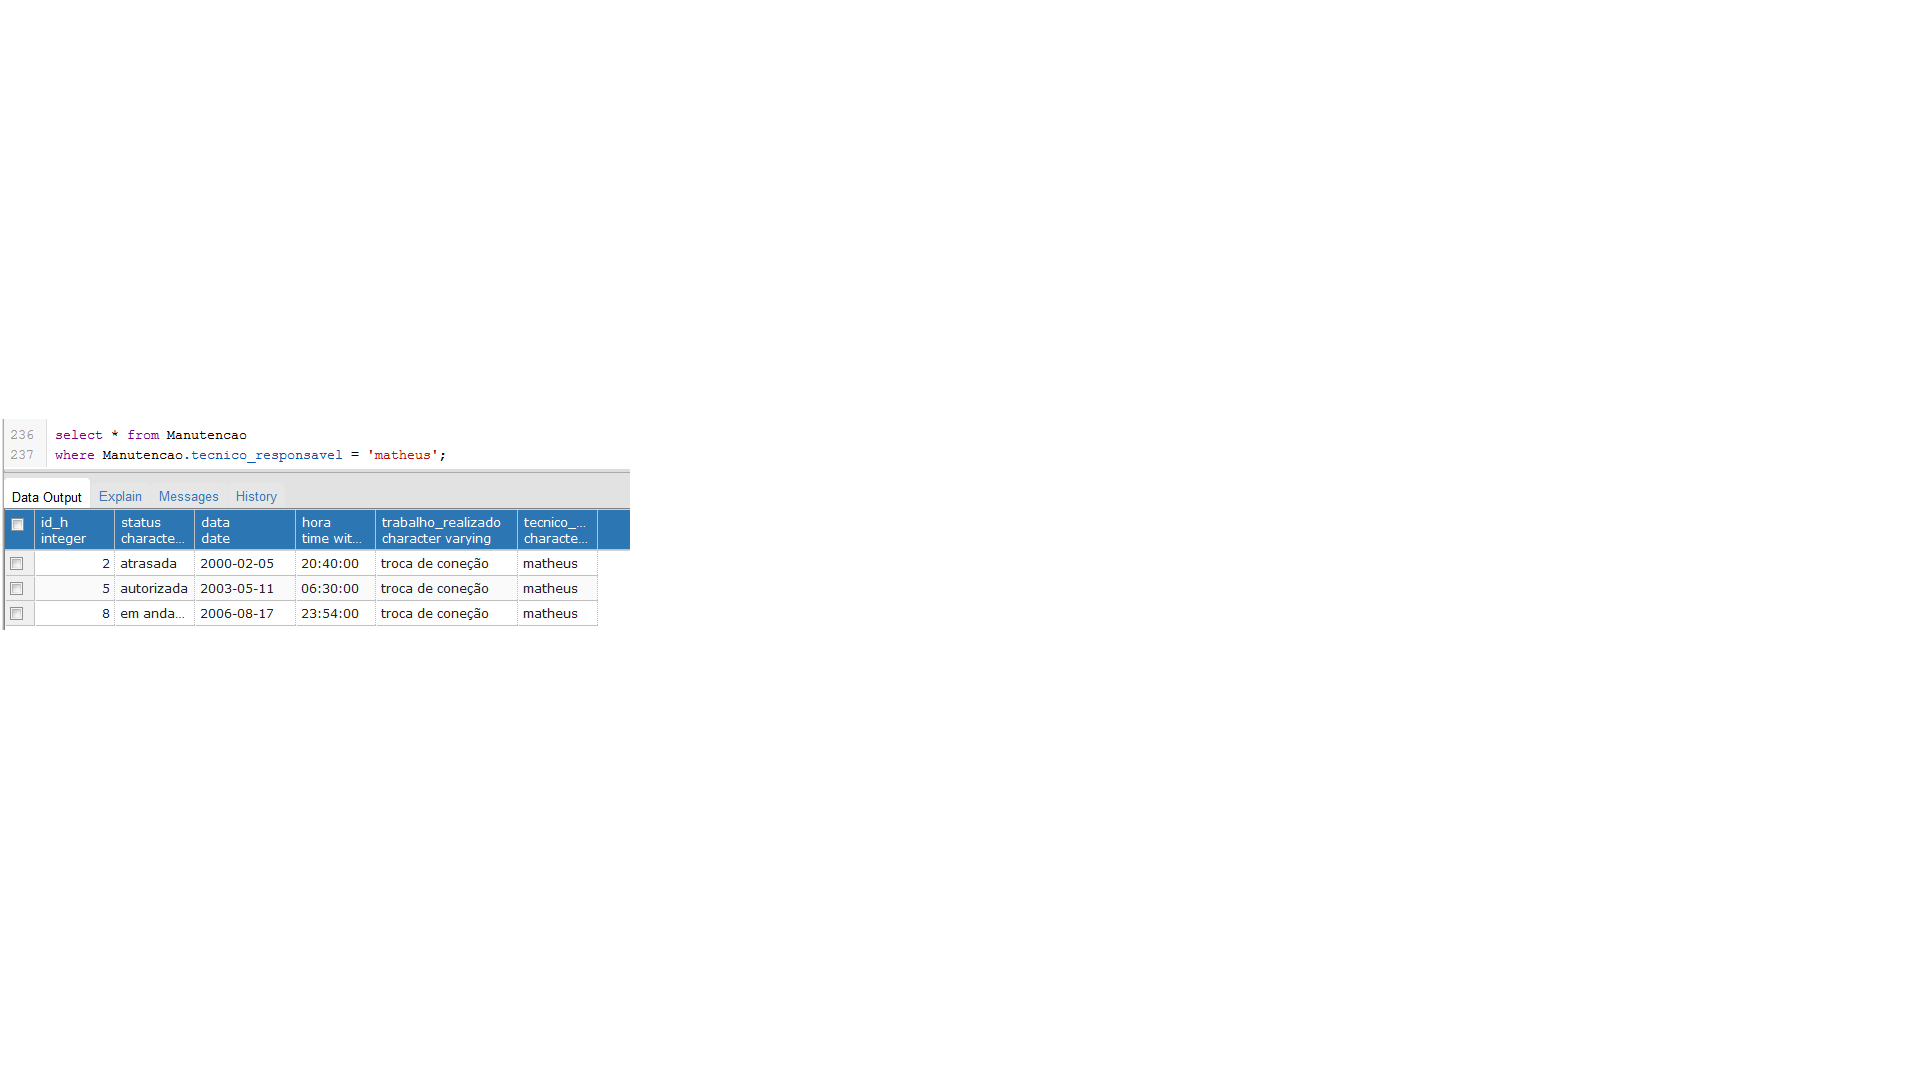 236 select * from Manutencao
237 where Manutencao.tecnico_responsavel = 'matheus';
Data Output Explain Messages History
id_h status data hora trabalho_realizado tecnico_...
integer characte... date time wit... character varying characte...
2 atrasada 2000-02-05 20:40:00 troca de coneção matheus
5 autorizada 2003-05-11 06:30:00 troca de coneção matheus
8 em anda... 2006-08-17 23:54:00 troca de coneção matheus